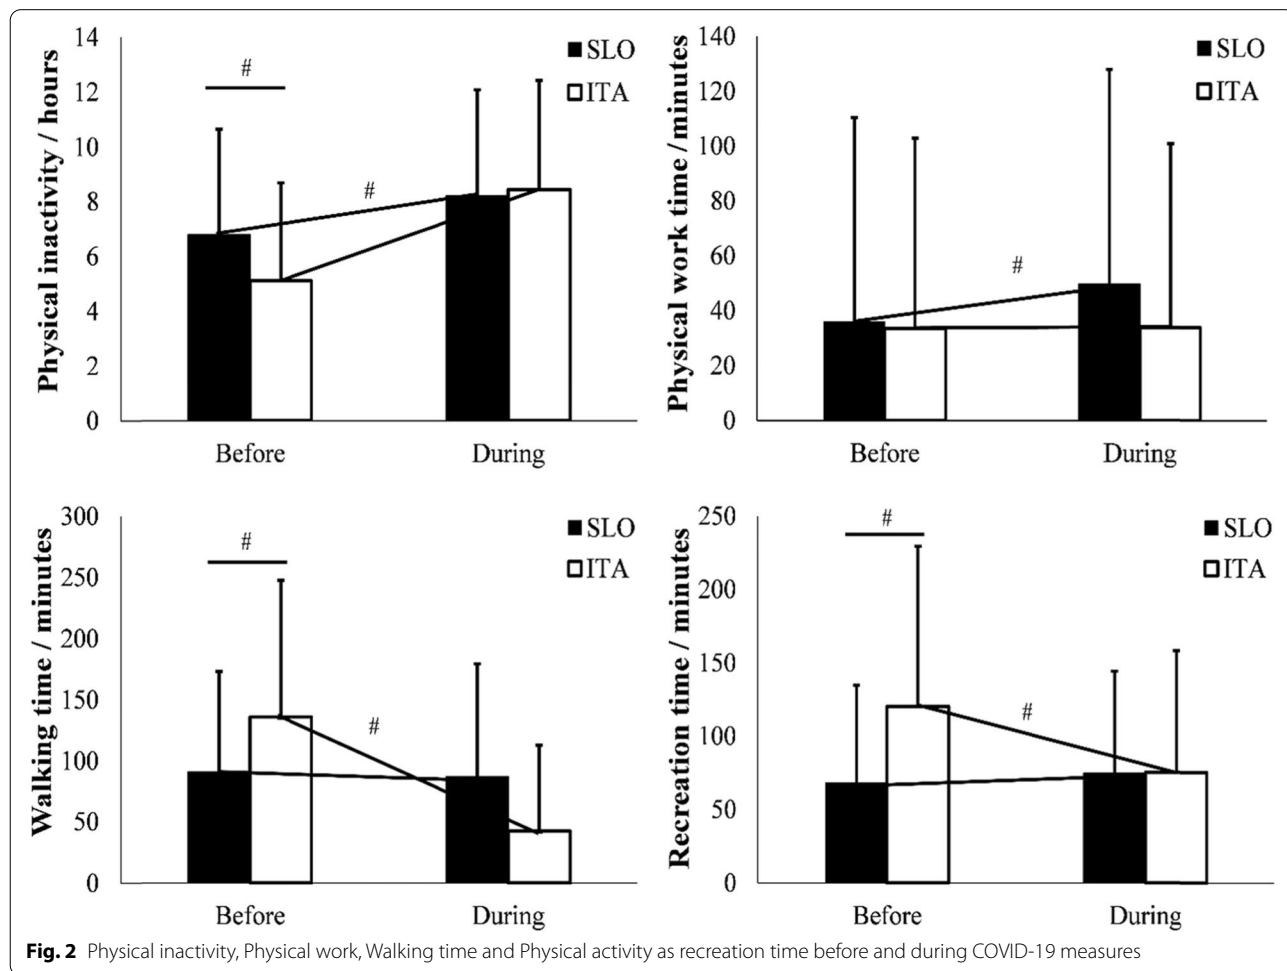 Physical inactivity / hours
14
12
10
8
6
4
2
0
#
#
SLO
ITA
Before
During
Physical work time / minutes
140
120
100
80
60
40
20
0
#
SLO
ITA
Before
During
Walking time / minutes
300
250
200
150
100
50
0
#
#
SLO
ITA
Before
During
Recreation time / minutes
250
200
150
100
50
0
#
#
SLO
ITA
Before
During
Fig. 2 Physical inactivity, Physical work, Walking time and Physical activity as recreation time before and during COVID-19 measures